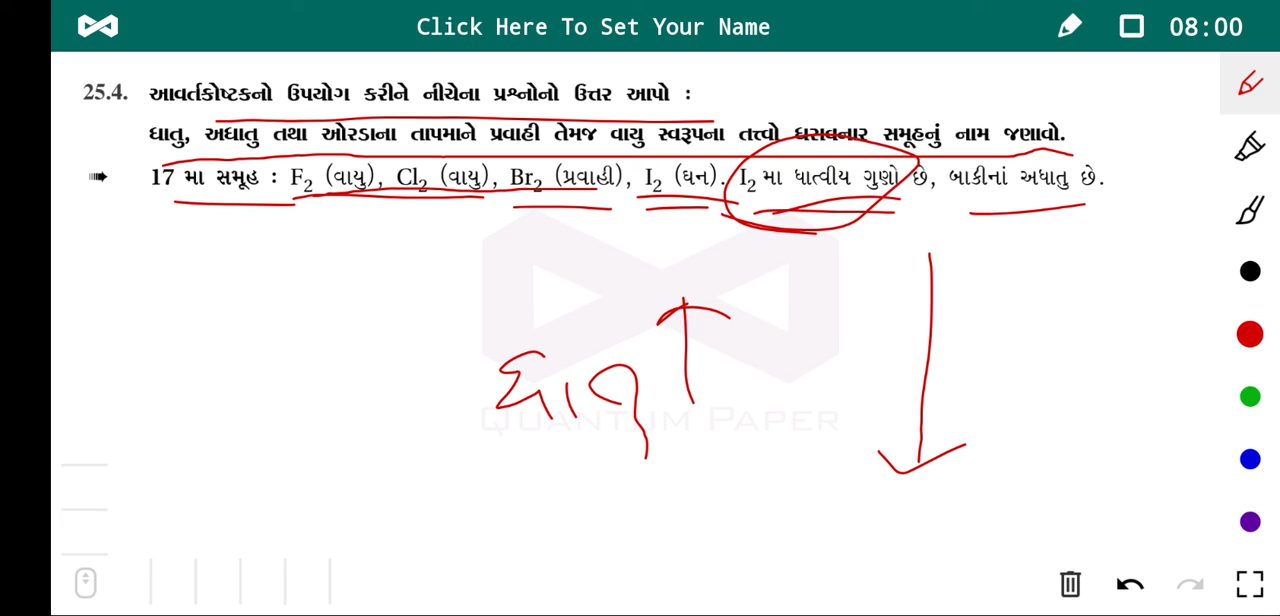 Click Here To Set Your Name
08:00
25.4. આવર્તકોષ્ટકનો ઉપયોગ કરીને નીચેના પ્રશ્નોનો ઉત્તર આપો :
ધાતુ, અધાતુ તથા ઓરડાના તાપમાને પ્રવાહી તેમજ વાયુ સ્વરૂપના તત્ત્વો ધરાવનાર સમૂહનું નામ જણાવો.
17 મા સમૂહ : F₂ (વાયુ), Cl₂ (વાયુ), Br₂ (પ્રવાહી), I₂ (ઘન). I₂ મા ધાત્વીય ગુણો છે, બાકીનાં અધાતુ છે.
QUANTUM PAPER